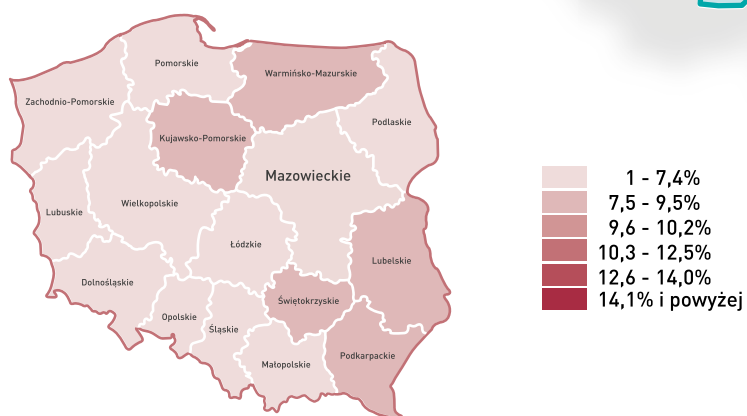 Pomorskie
Warmińsko-Mazurskie
Zachodnio-Pomorskie
Podlaskie
Kujawsko-Pomorskie
Mazowieckie
Wielkopolskie
Lubuskie
Łódzkie
Lubelskie
Dolnośląskie
Świętokrzyskie
Opolskie
Śląskie
Podkarpackie
Małopolskie
1 - 7,4%
7,5 - 9,5%
9,6 - 10,2%
10,3 - 12,5%
12,6 - 14,0%
14,1% i powyżej